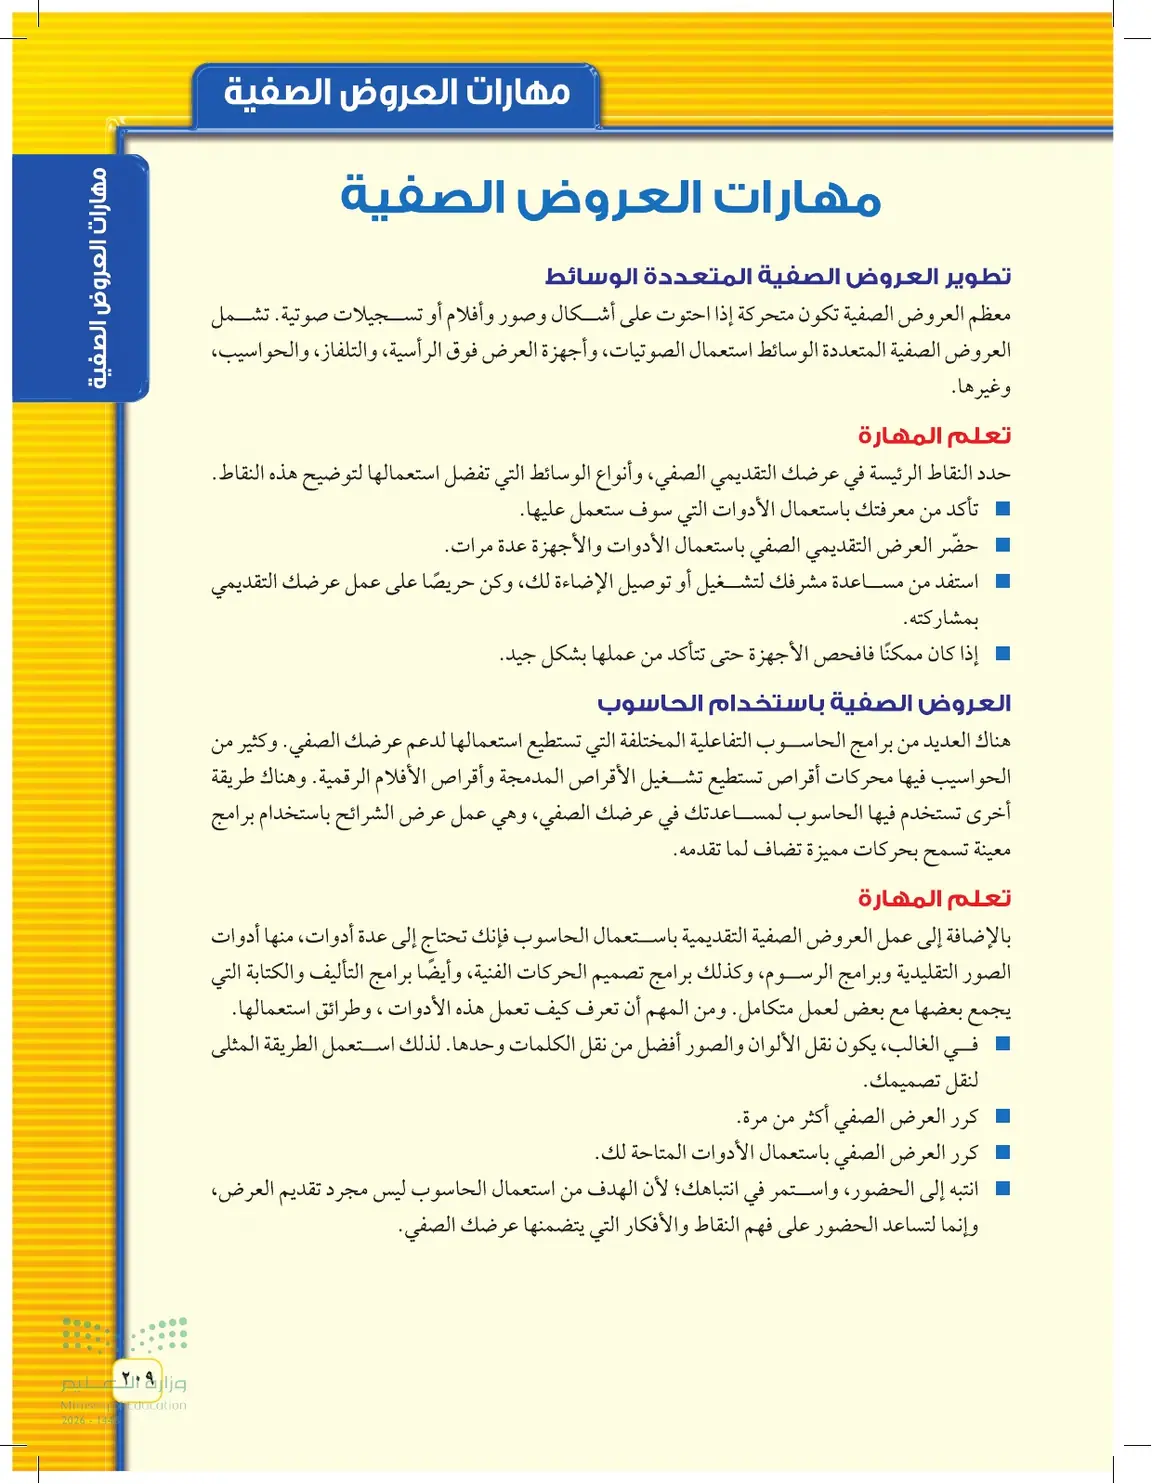 مهارات العروض الصفية
مهارات العروض الصفية
مهارات العروض الصفية
تطوير العروض الصفية المتعددة الوسائط
معظم العروض الصفية تكون متحركة إذا احتوت على أشكال وصور وأفلام أو تسجيلات صوتية. تشمل
العروض الصفية المتعددة الوسائط استعمال الصوتيات، وأجهزة العرض فوق الرأسية، والتلفاز، والحواسيب،
وغيرها.
تعلم المهارة
حدد النقاط الرئيسة في عرضك التقديمي الصفي، وأنواع الوسائط التي تفضل استعمالها لتوضيح هذه النقاط.
■ تأكد من معرفتك باستعمال الأدوات التي سوف ستعمل عليها.
■ حضّر العرض التقديمي الصفي باستعمال الأدوات والأجهزة عدة مرات.
■ استفد من مساعدة مشرفك لتشغيل أو توصيل الإضاءة لك، وكن حريصًا على عمل عرضك التقديمي
بمشاركته.
■ إذا كان ممكنًا فافحص الأجهزة حتى تتأكد من عملها بشكل جيد.
العروض الصفية باستخدام الحاسوب
هناك العديد من برامج الحاسوب التفاعلية المختلفة التي تستطيع استعمالها لدعم عرضك الصفي. وكثير من
الحواسيب فيها محركات أقراص تستطيع تشغيل الأقراص المدمجة وأقراص الأفلام الرقمية. وهناك طريقة
أخرى تستخدم فيها الحاسوب لمساعدتك في عرضك الصفي، وهي عمل عرض الشرائح باستخدام برامج
معينة تسمح بحركات مميزة تضاف لما تقدمه.
تعلم المهارة
بالإضافة إلى عمل العروض الصفية التقديمية باستعمال الحاسوب فإنك تحتاج إلى عدة أدوات، منها أدوات
الصور التقليدية وبرامج الرسوم، وكذلك برامج تصميم الحركات الفنية، وأيضًا برامج التأليف والكتابة التي
يجمع بعضها مع بعض لعمل متكامل. ومن المهم أن تعرف كيف تعمل هذه الأدوات ، وطرائق استعمالها.
■ في الغالب، يكون نقل الألوان والصور أفضل من نقل الكلمات وحدها. لذلك استعمل الطريقة المثلى
لنقل تصميمك.
■ كرر العرض الصفي أكثر من مرة.
■ كرر العرض الصفي باستعمال الأدوات المتاحة لك.
■ انتبه إلى الحضور، واستمر في انتباهك؛ لأن الهدف من استعمال الحاسوب ليس مجرد تقديم العرض،
وإنما لتساعد الحضور على فهم النقاط والأفكار التي يتضمنها عرضك الصفي.
٢٠٩
وزارة التعليم
Ministry of Education
2026 - 1448